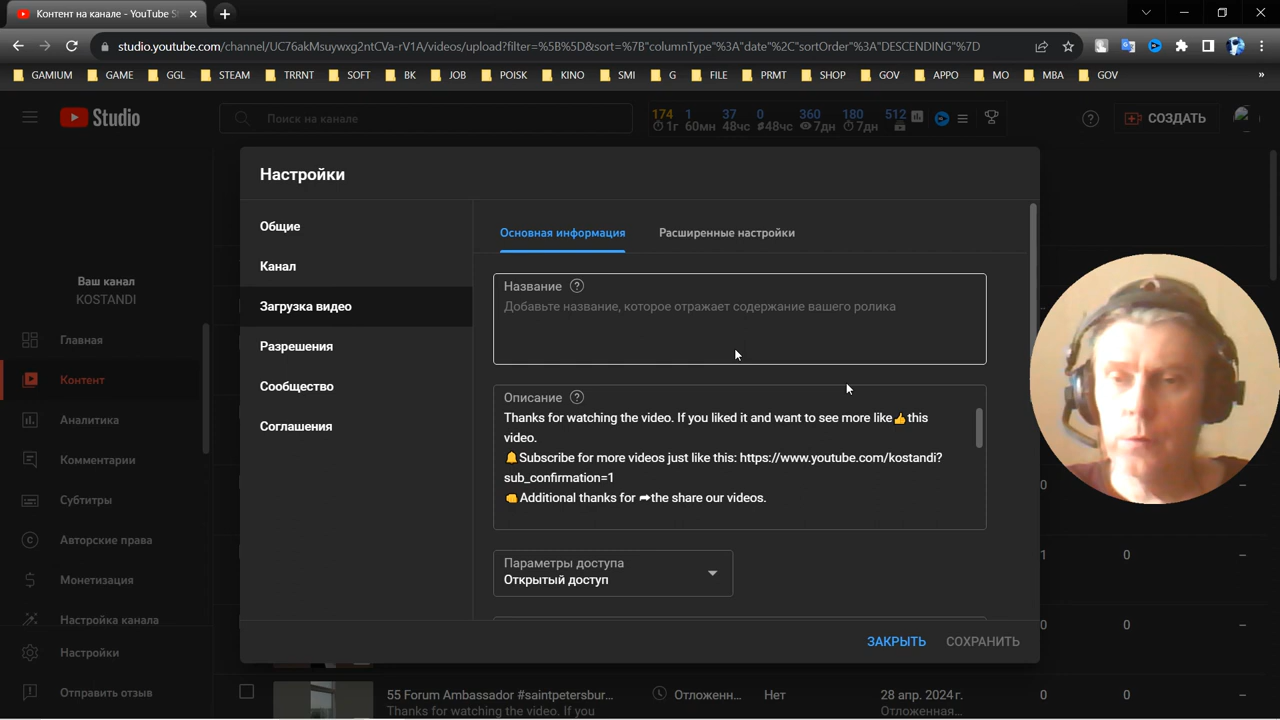 Контент на канале - YouTube S
studio.youtube.com/channel/UC76akMsuywxg2ntCVa-rV1A/videos/upload?filter=%5B%5D&sort=%7B"columnType"%3A"date"%2C"sortOrder"%3A"DESCENDING"%7D
GAMIUM GAME GGL STEAM TRRNT SOFT BK JOB POISK KINO SMI G FILE PRMT SHOP GOV APPO MO MBA GOV »
Studio
Поиск на канале
174 1 37 0 360 180 512
1г 60мн 48чс 48чс 7дн 7дн
СОЗДАТЬ
Настройки
Общие
Канал
Загрузка видео
Разрешения
Сообщество
Соглашения
Основная информация
Расширенные настройки
Название
Добавьте название, которое отражает содержание вашего ролика
Описание
Thanks for watching the video. If you liked it and want to see more like👍this
video.
🔔Subscribe for more videos just like this: https://www.youtube.com/kostandi?
sub_confirmation=1
👊Additional thanks for ➦the share our videos.
Параметры доступа
Открытый доступ
ЗАКРЫТЬ
СОХРАНИТЬ
Ваш канал
KOSTANDI
Главная
Контент
Аналитика
Комментарии
Субтитры
Авторские права
Монетизация
Настройка канала
Настройки
Отправить отзыв
0 –
1 0 –
0 0 –
55 Forum Ambassador #saintpetersbur...
Thanks for watching the video. If you
Отложенн...
Нет
28 апр. 2024 г.
Отложенная...
0 0 –